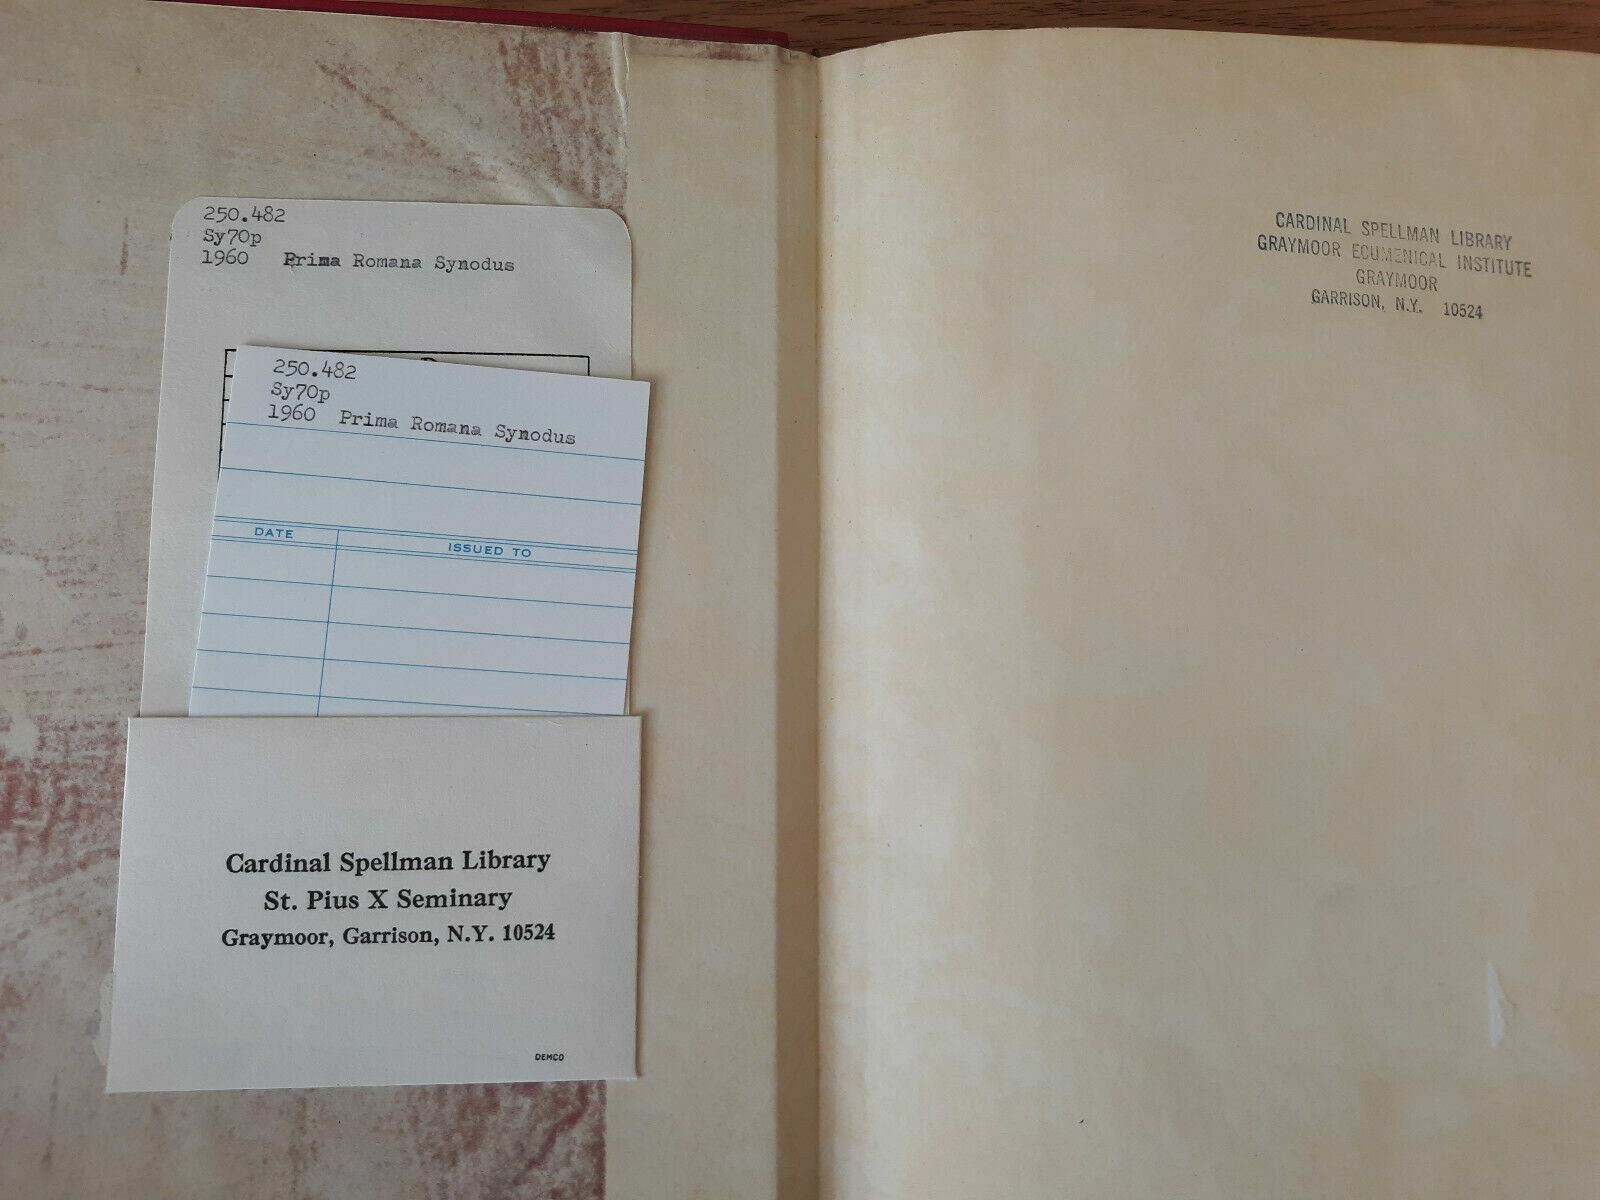 250.482
Sy70p
1960 Prima Romana Synodus
250.482
Sy70p
1960 Prima Romana Synodus
DATE ISSUED TO
Cardinal Spellman Library
St. Pius X Seminary
Graymoor, Garrison, N.Y. 10524
DEMCO
CARDINAL SPELLMAN LIBRARY
GRAYMOOR ECUMENICAL INSTITUTE
GRAYMOOR
GARRISON, N.Y. 10524